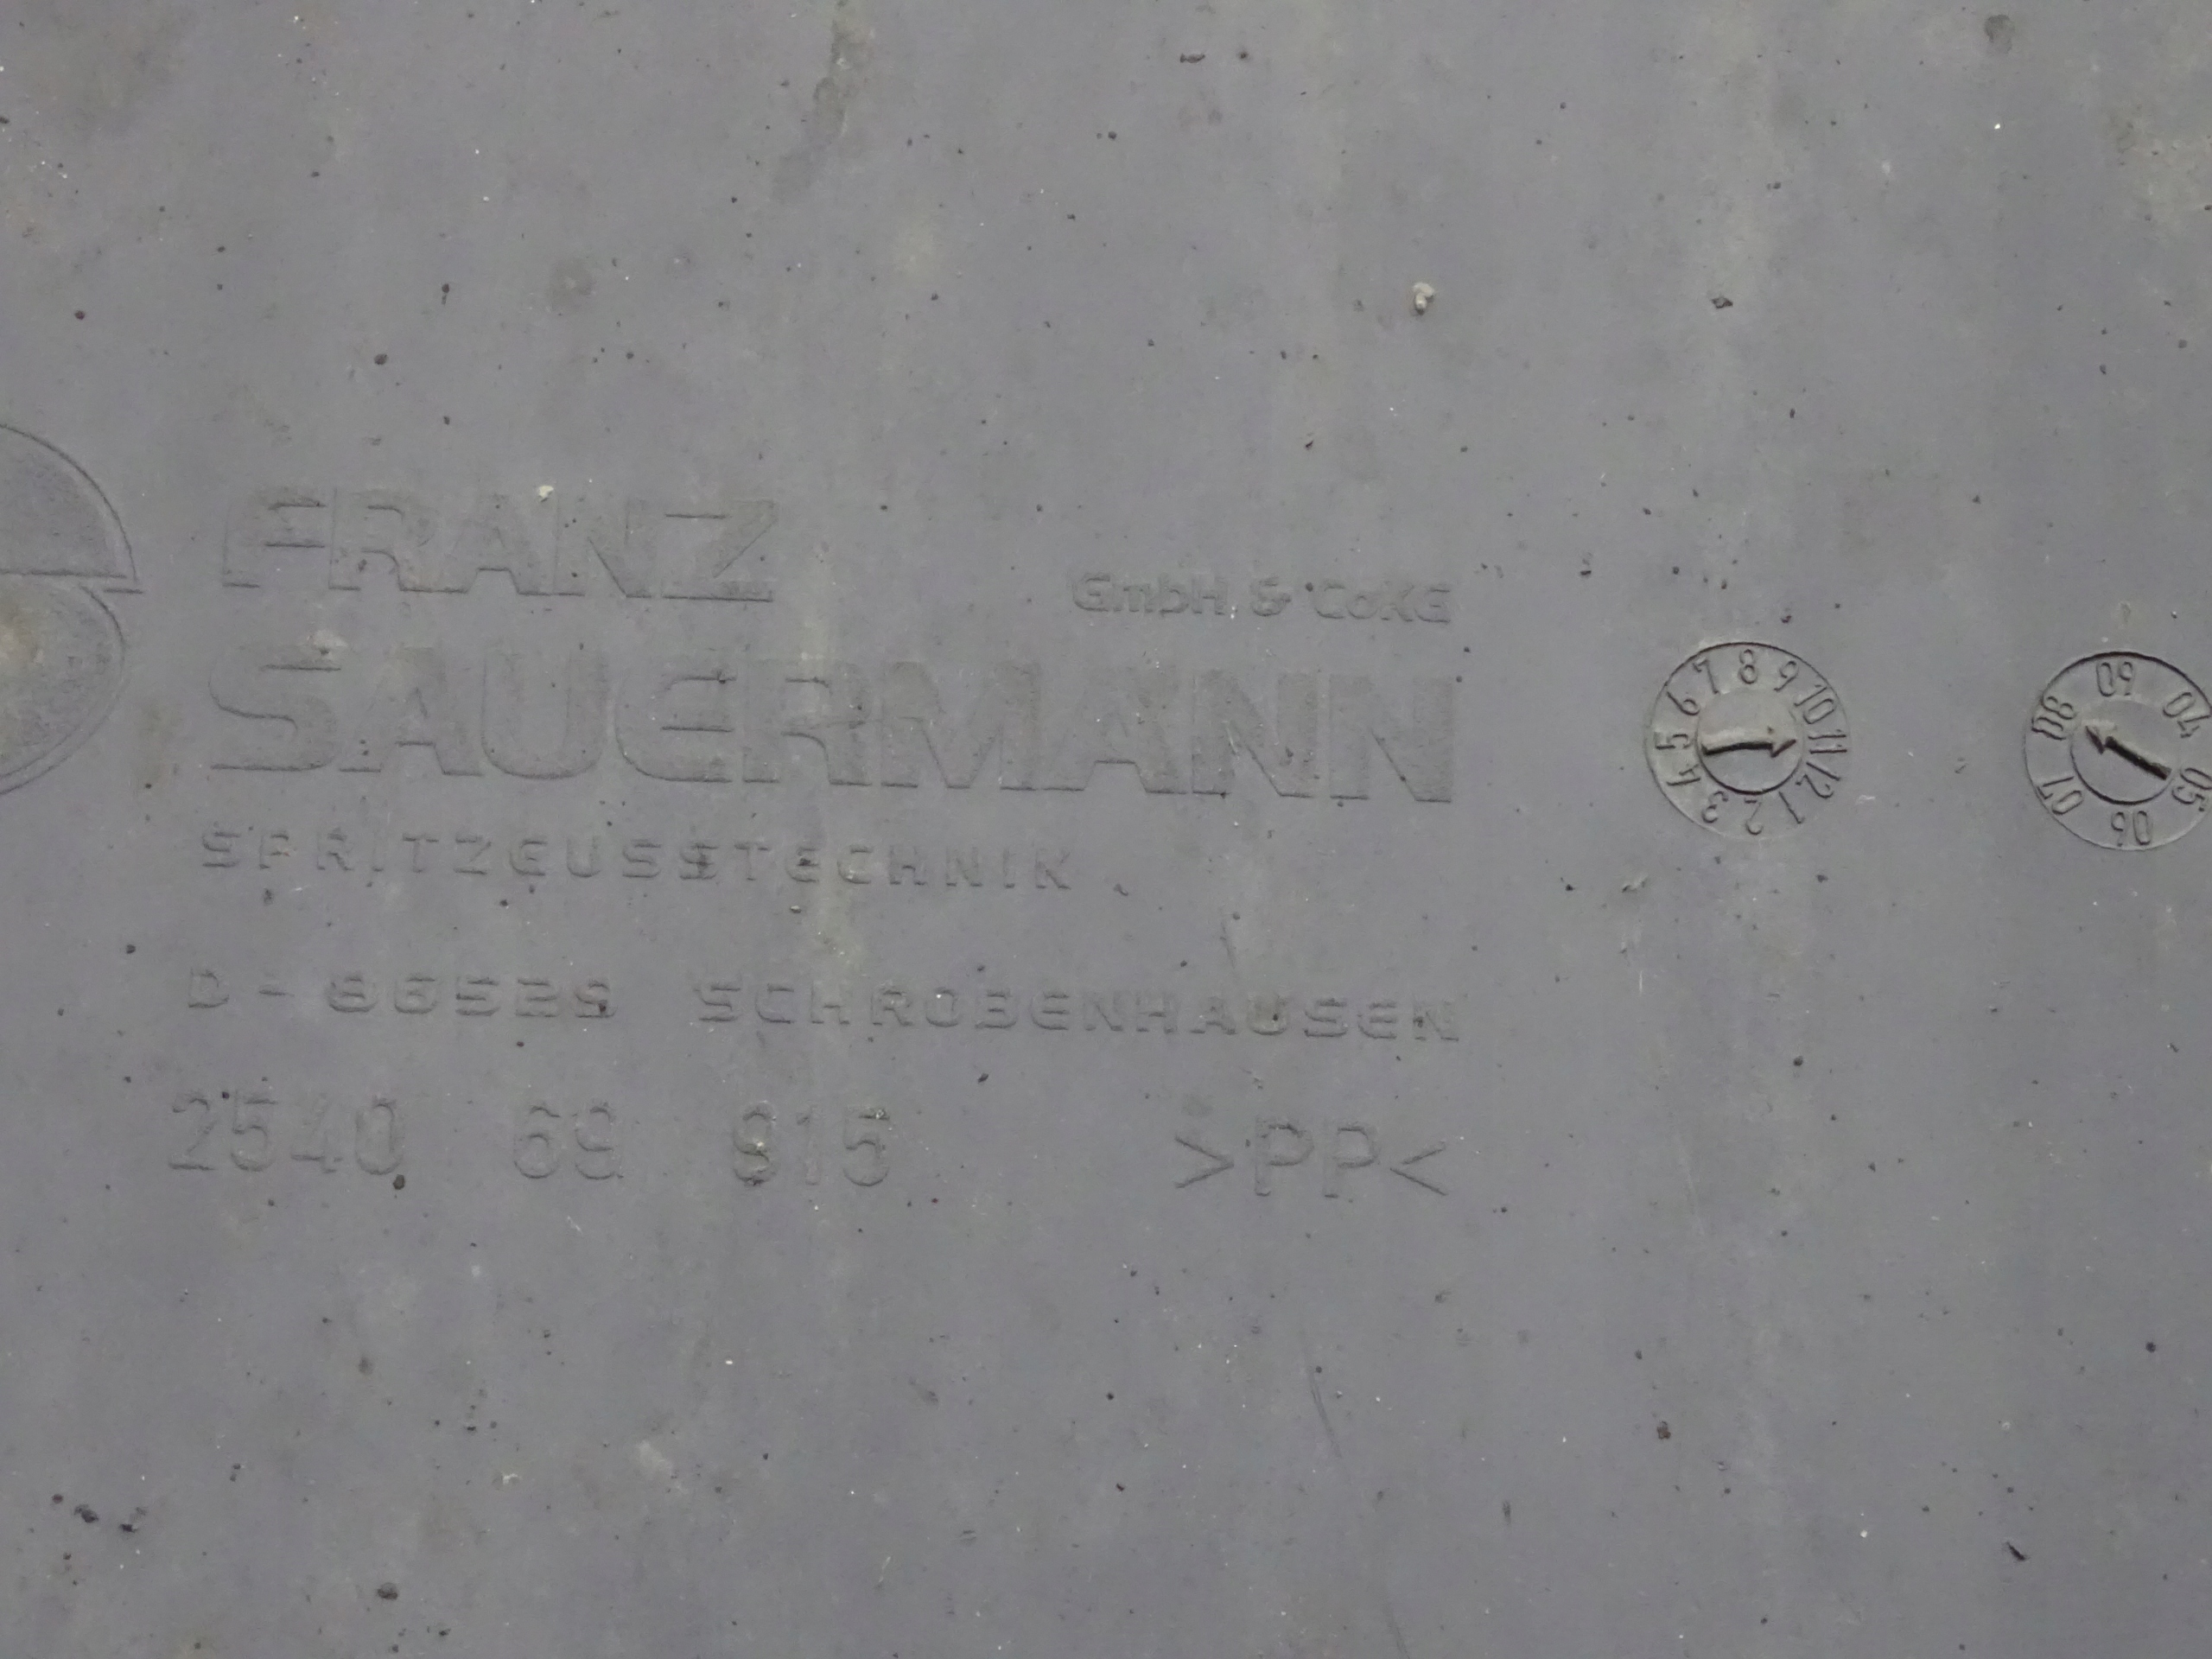 FRANZ
GmbH & CoKG
SAUERMANN
SPRITZGUSSTECHNIK
D - 86529 SCHROBENHAUSEN
2540 69 915 >PP<
1 2 3 4 5 6 7 8 9 10 11 12
04 05 06 07 08 09